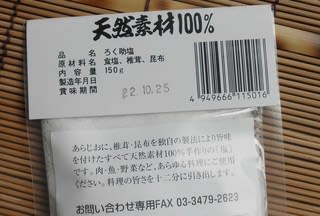 天然素材100%
品名 ろく助塩
原材料名 食塩、椎茸、昆布
内容量 150g
製造年月日
賞味期間 22.10.25
4 949666 115016
あらじおに、椎茸・昆布を独自の製法により旨味
を付けたすべて天然素材100%手作りの「塩」
です。肉・魚・野菜など、あらゆる料理にご使用
ください。料理の旨さを十二分に引き出します。
お問い合わせ専用FAX 03-3479-2623